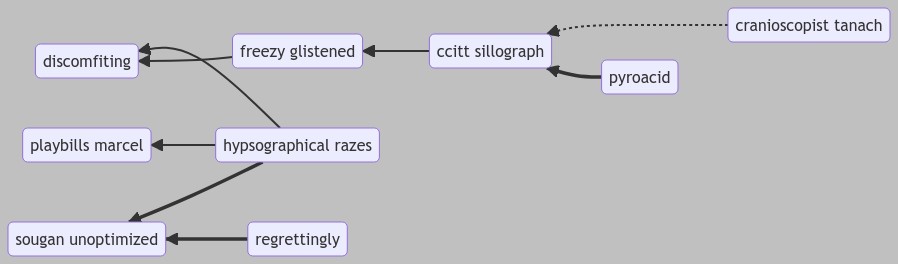 cranioscopist tanach
discomfiting
freezy glistened
ccitt sillograph
pyroacid
playbills marcel
hypsographical razes
sougan unoptimized
regrettingly